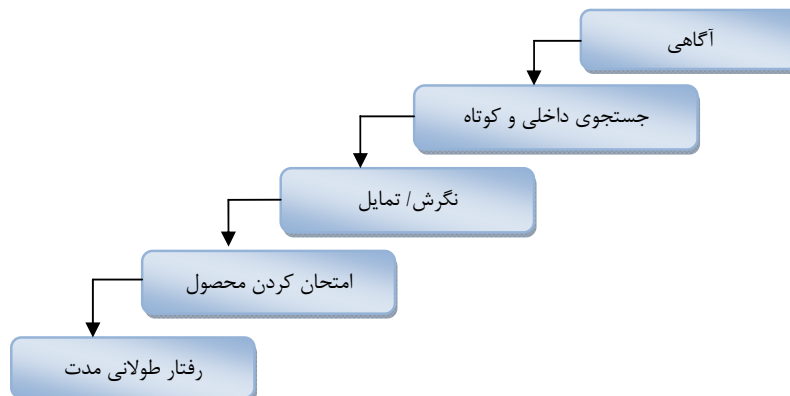 آگاهی
جستجوی داخلی و کوتاه
نگرش/ تمایل
امتحان کردن محصول
رفتار طولانی مدت